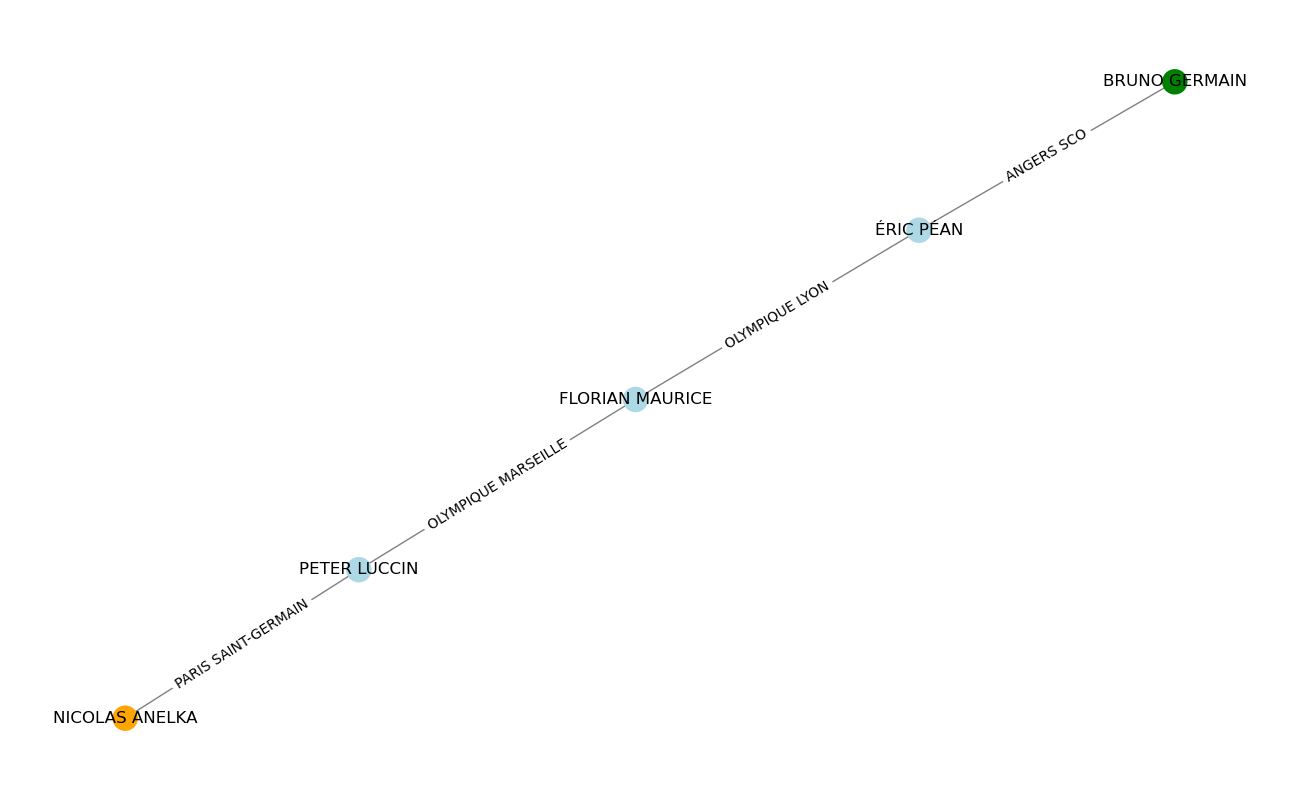 BRUNO GERMAIN
ANGERS SCO
ÉRIC PÉAN
OLYMPIQUE LYON
FLORIAN MAURICE
OLYMPIQUE MARSEILLE
PETER LUCCIN
PARIS SAINT-GERMAIN
NICOLAS ANELKA